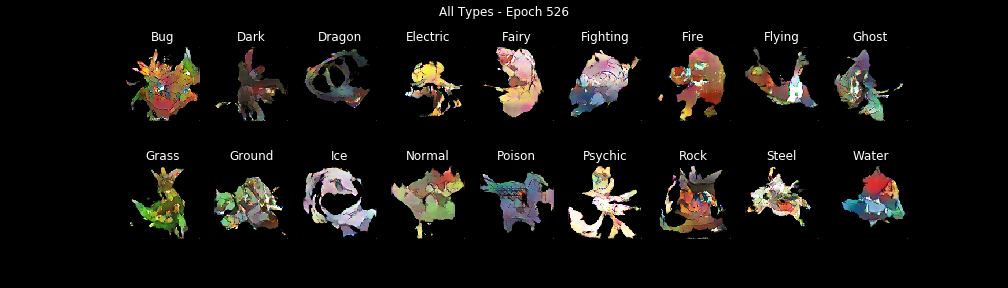 All Types - Epoch 526
Bug Dark Dragon Electric Fairy Fighting Fire Flying Ghost
Grass Ground Ice Normal Poison Psychic Rock Steel Water